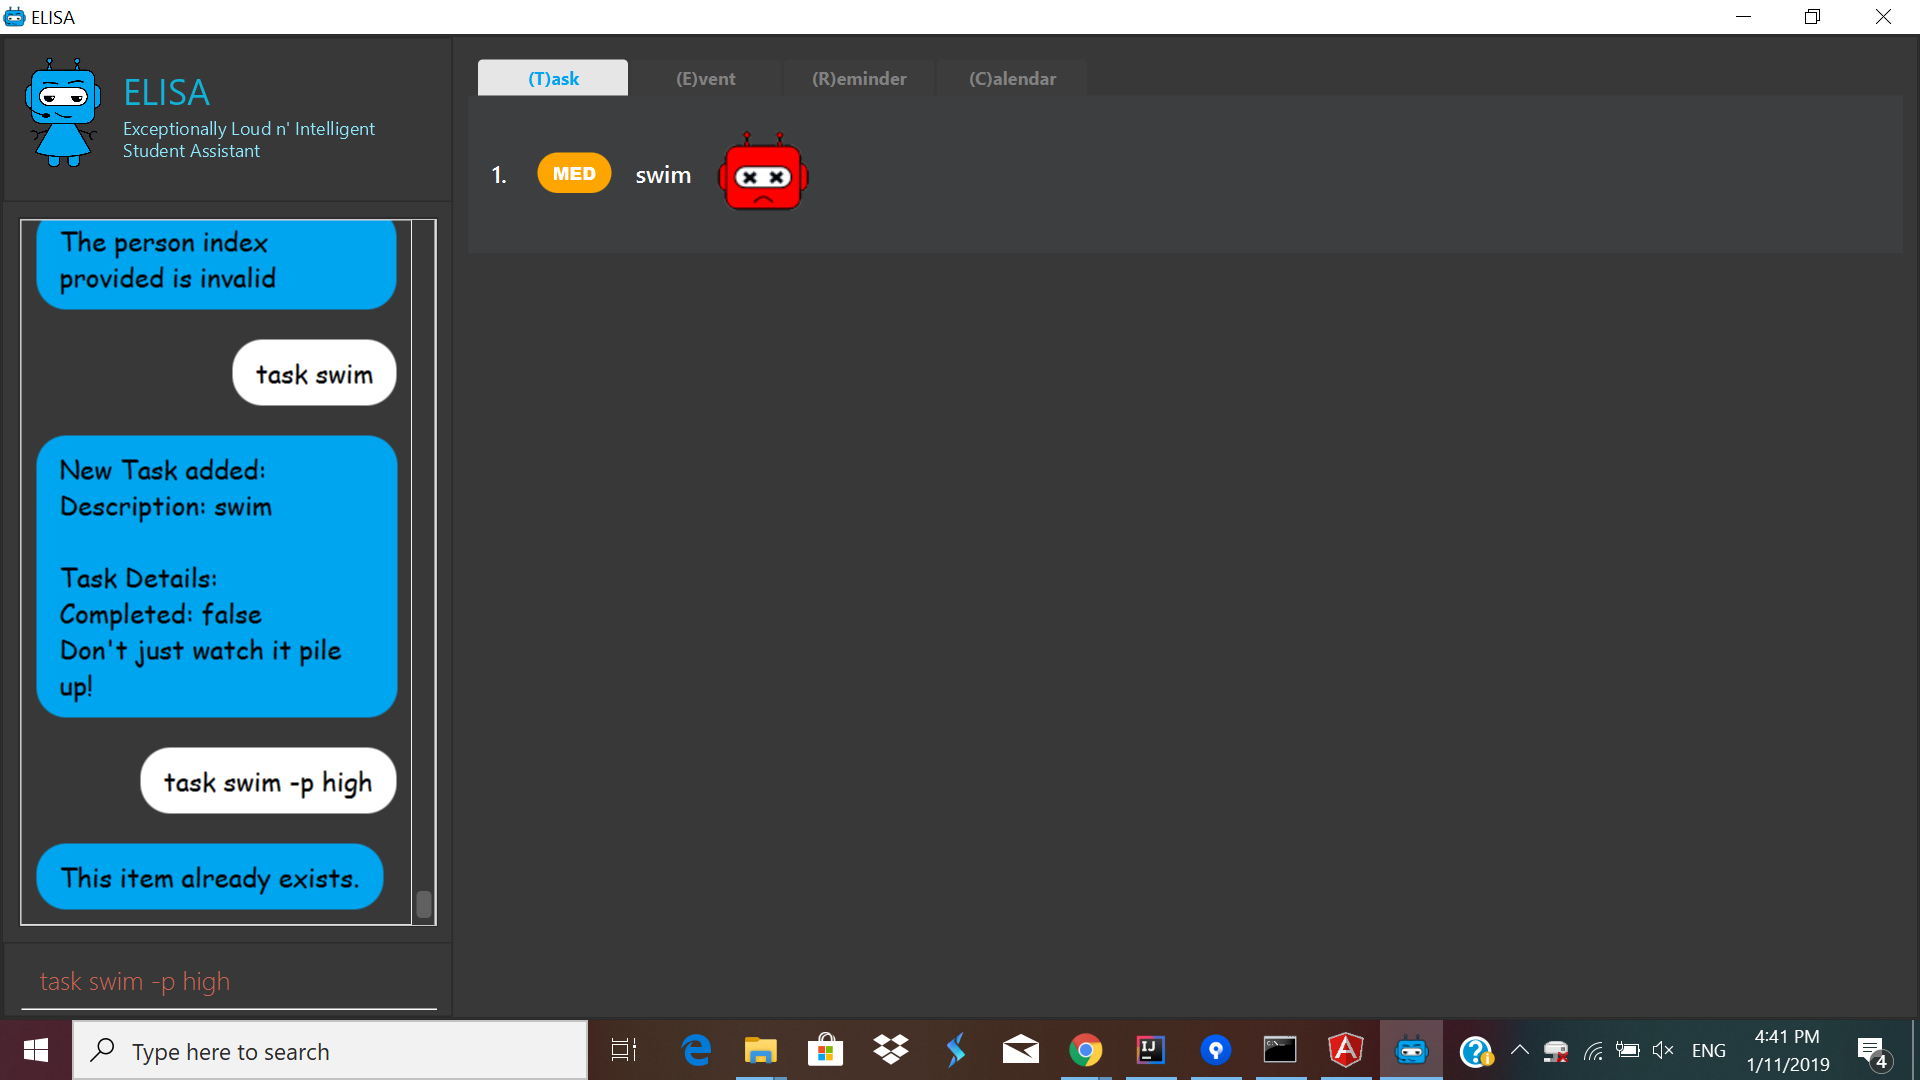 ELISA
ELISA
Exceptionally Loud n' Intelligent
Student Assistant
The person index
provided is invalid
task swim
New Task added:
Description: swim
Task Details:
Completed: false
Don't just watch it pile
up!
task swim -p high
This item already exists.
task swim -p high
(T)ask
(E)vent
(R)eminder
(C)alendar
1.
MED
swim
Type here to search
IJ
ENG
4:41 PM
1/11/2019
4